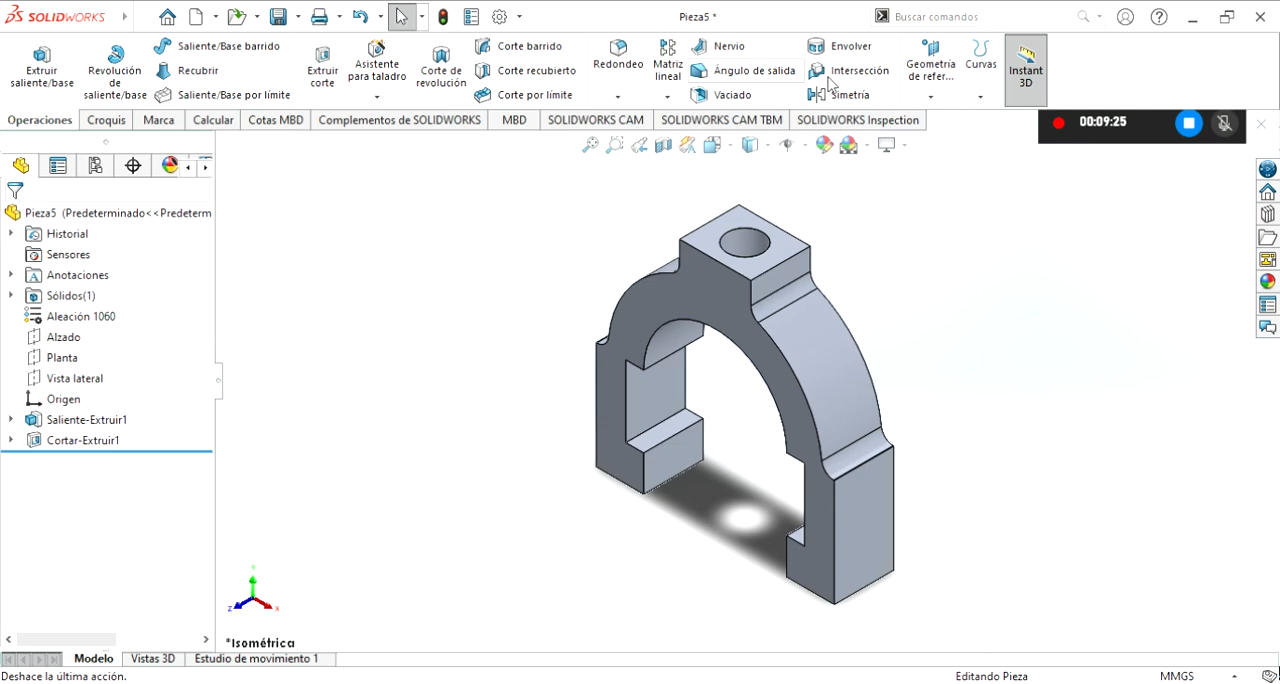 SOLIDWORKS
Pieza5 *
Buscar comandos
Extruir saliente/base
Revolución de saliente/base
Saliente/Base barrido
Recubrir
Saliente/Base por límite
Extruir corte
Asistente para taladro
Corte de revolución
Corte barrido
Corte recubierto
Corte por límite
Redondeo
Matriz lineal
Nervio
Ángulo de salida
Vaciado
Envolver
Intersección
Simetría
Geometría de refer...
Curvas
Instant 3D
Operaciones
Croquis
Marca
Calcular
Cotas MBD
Complementos de SOLIDWORKS
MBD
SOLIDWORKS CAM
SOLIDWORKS CAM TBM
SOLIDWORKS Inspection
00:09:25
Pieza5 (Predeterminado<<Predeterm
Historial
Sensores
Anotaciones
Sólidos(1)
Aleación 1060
Alzado
Planta
Vista lateral
Origen
Saliente-Extruir1
Cortar-Extruir1
Y
Z
X
*Isométrica
Modelo
Vistas 3D
Estudio de movimiento 1
Deshace la última acción.
Editando Pieza
MMGS